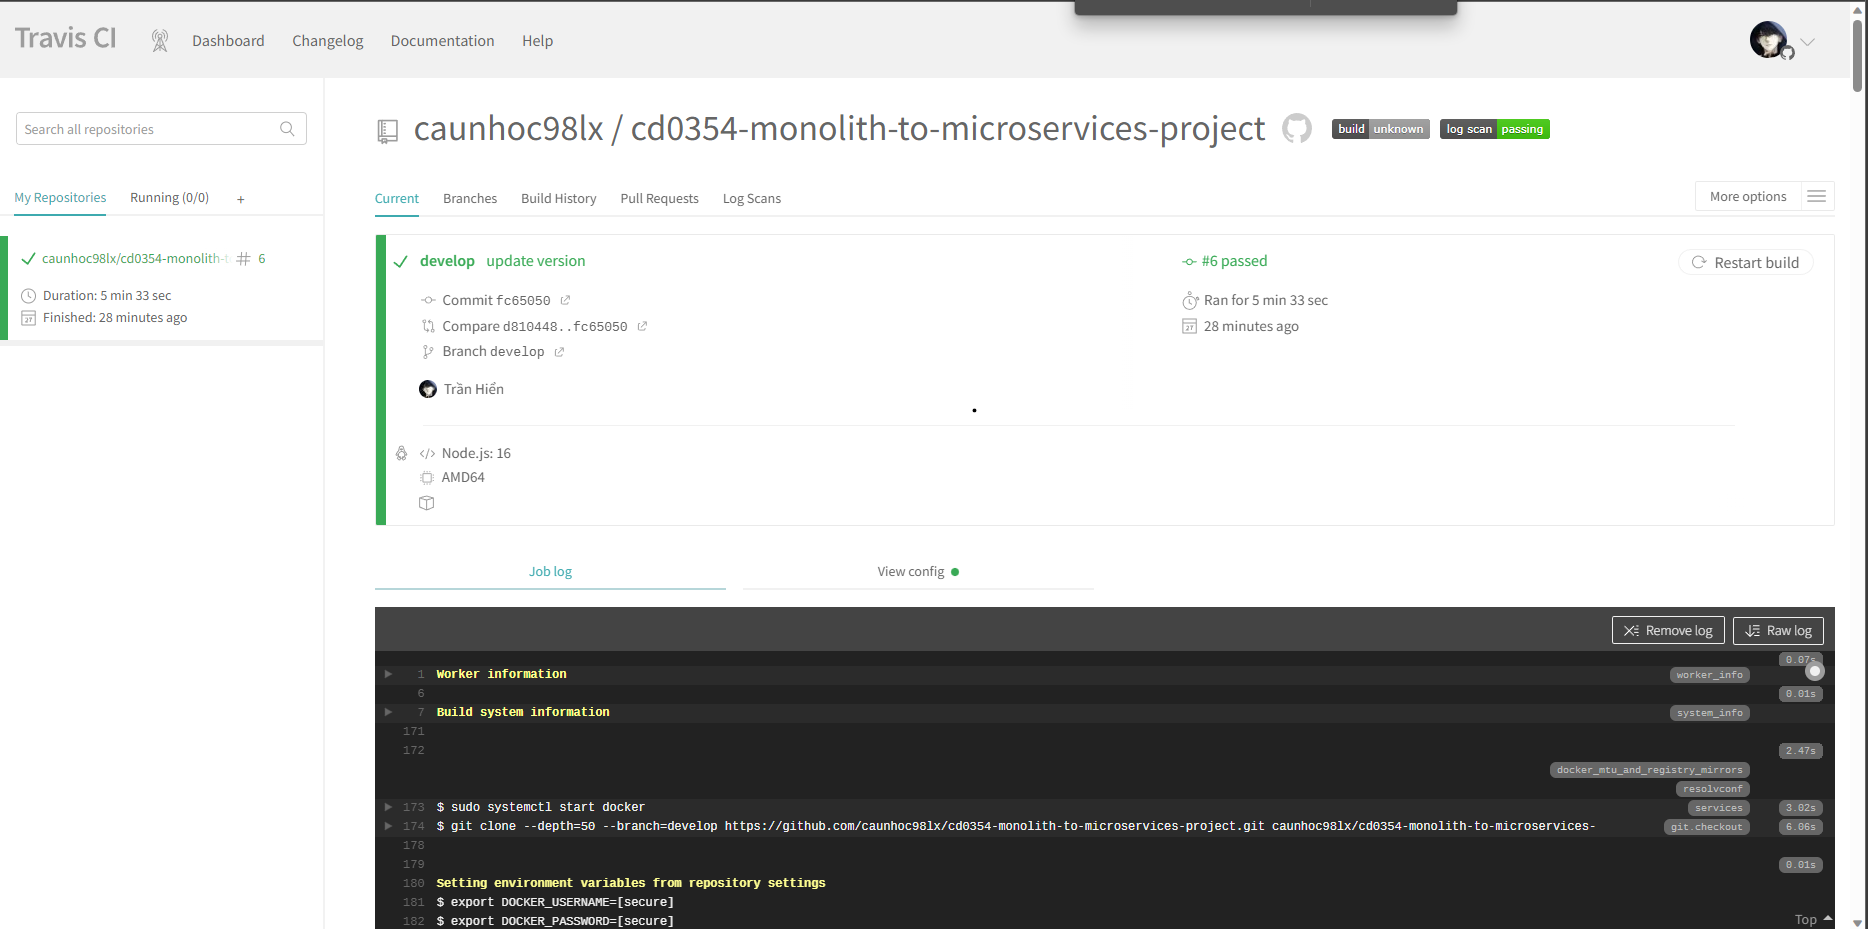 Travis CI
Dashboard
Changelog
Documentation
Help
Search all repositories
My Repositories
Running (0/0)
+
caunhoc98lx/cd0354-monolith-t
# 6
Duration: 5 min 33 sec
Finished: 28 minutes ago
caunhoc98lx / cd0354-monolith-to-microservices-project
build unknown
log scan passing
Current
Branches
Build History
Pull Requests
Log Scans
More options
develop update version
#6 passed
Restart build
Commit fc65050
Ran for 5 min 33 sec
Compare d810448..fc65050
28 minutes ago
Branch develop
Trần Hiển
Node.js: 16
AMD64
Job log
View config
Remove log
Raw log
0.07s
1 Worker information worker_info
6 0.01s
7 Build system information system_info
171
172 2.47s
docker_mtu_and_registry_mirrors
resolvconf
173 $ sudo systemctl start docker services 3.02s
174 $ git clone --depth=50 --branch=develop https://github.com/caunhoc98lx/cd0354-monolith-to-microservices-project.git caunhoc98lx/cd0354-monolith-to-microservices- git.checkout 6.06s
178
179 0.01s
180 Setting environment variables from repository settings
181 $ export DOCKER_USERNAME=[secure]
182 $ export DOCKER_PASSWORD=[secure]
Top